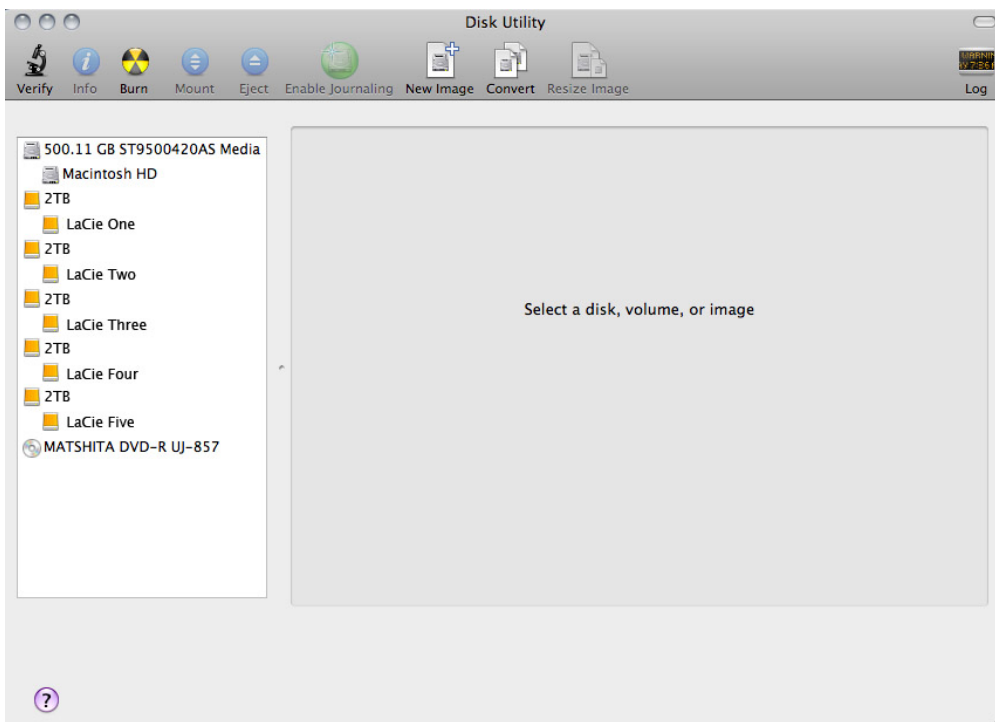 Disk Utility
Verify Info Burn Mount Eject Enable Journaling New Image Convert Resize Image Log
500.11 GB ST9500420AS Media
Macintosh HD
2TB
LaCie One
2TB
LaCie Two
2TB
LaCie Three
2TB
LaCie Four
2TB
LaCie Five
MATSHITA DVD-R UJ-857
Select a disk, volume, or image
?